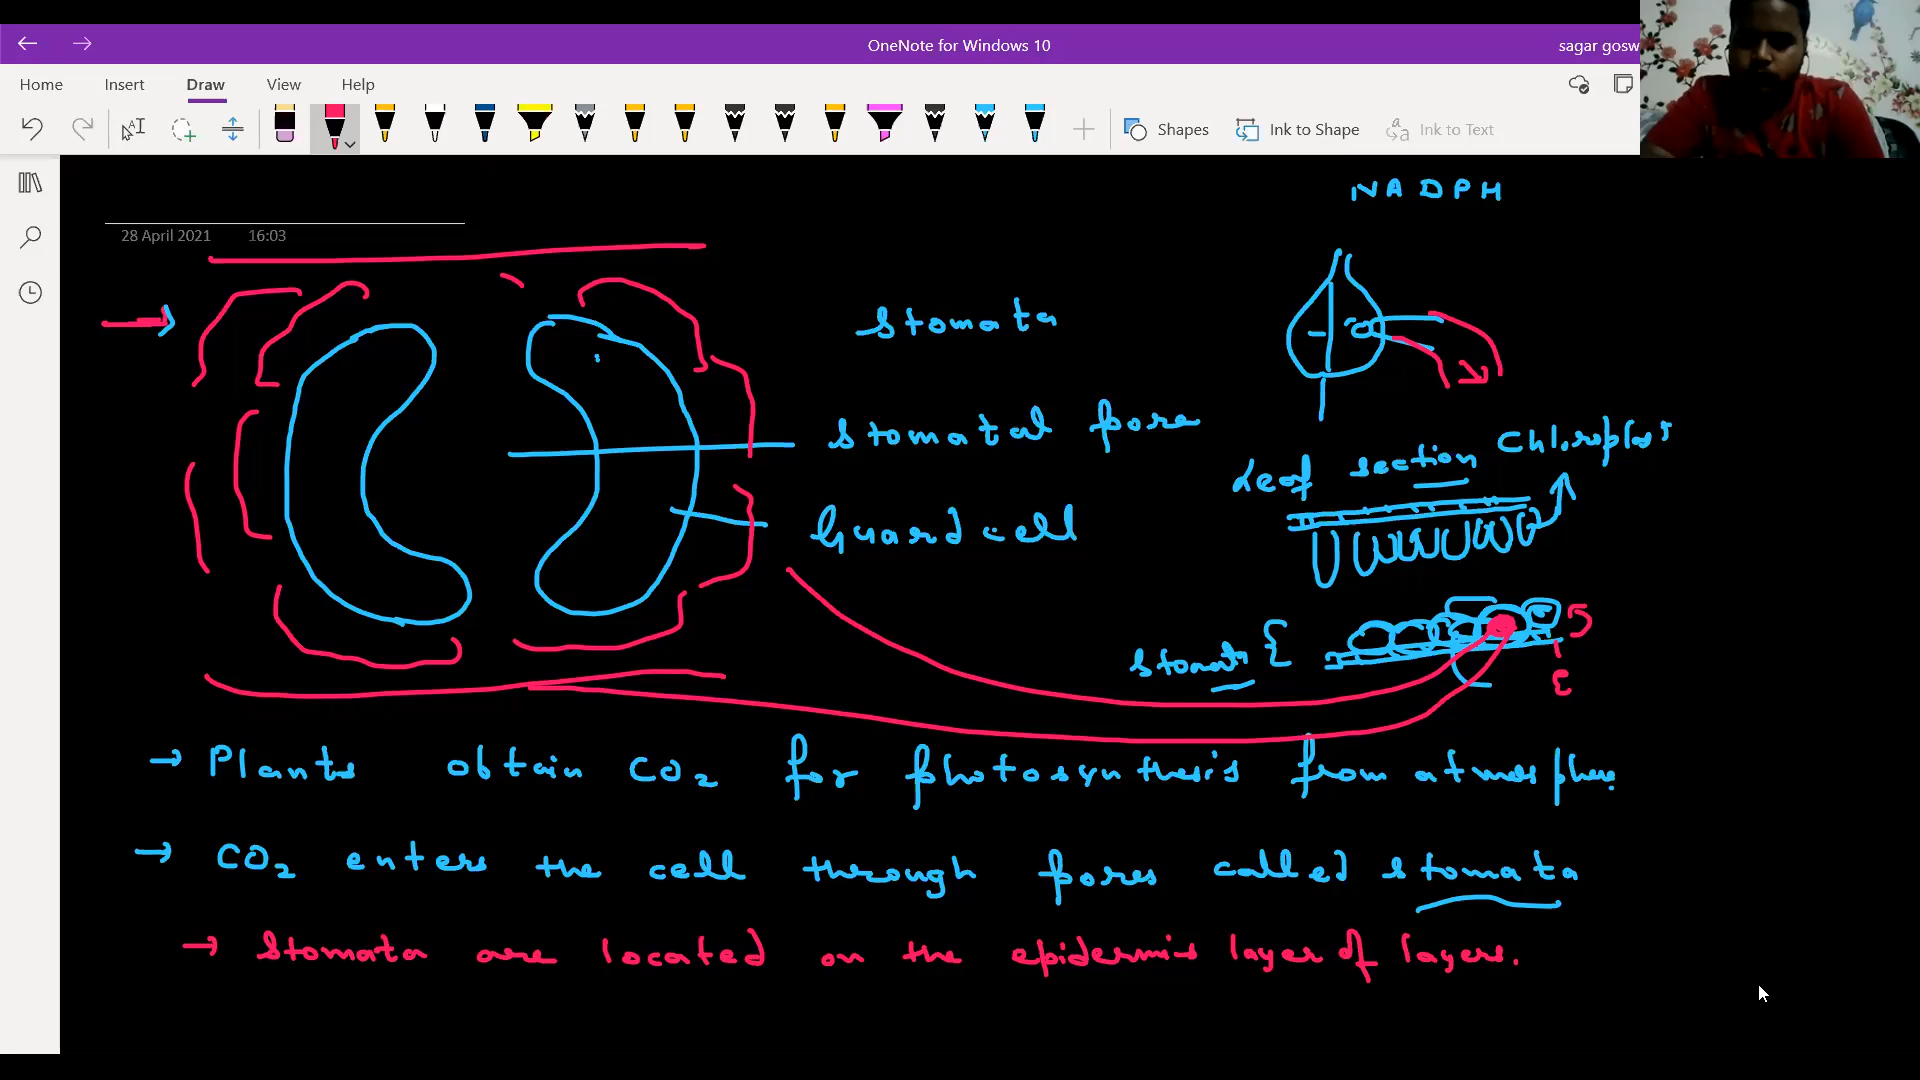 OneNote for Windows 10
sagar gosw
Home Insert Draw View Help
Shapes Ink to Shape Ink to Text
NADPH
28 April 2021 16:03
stomata
stomatal pore
Guard cell
Leaf section Chloroplast
stomata {
→ Plants obtain CO2 for photosynthesis from atmosphere
→ CO2 enters the cell through pores called stomata
→ Stomata are located on the epidermis layer of layers.